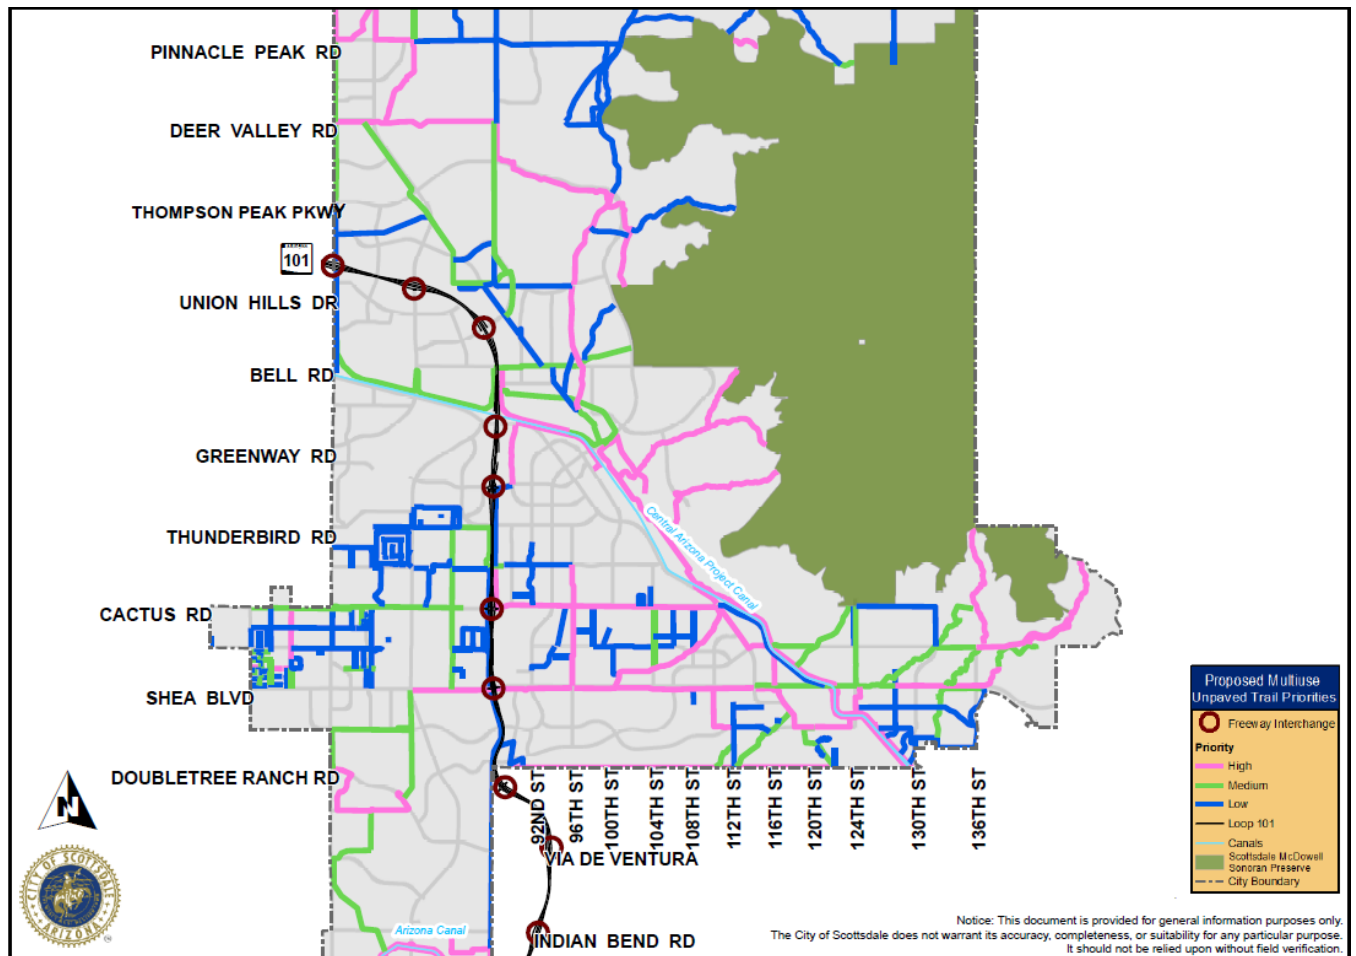 PINNACLE PEAK RD
DEER VALLEY RD
THOMPSON PEAK PKWY
101
UNION HILLS DR
BELL RD
GREENWAY RD
THUNDERBIRD RD
CACTUS RD
SHEA BLVD
DOUBLETREE RANCH RD
Central Arizona Project Canal
92ND ST
96TH ST
100TH ST
104TH ST
108TH ST
112TH ST
116TH ST
120TH ST
124TH ST
130TH ST
136TH ST
VIA DE VENTURA
INDIAN BEND RD
Arizona Canal
N
CITY OF SCOTTSDALE
ARIZONA
Proposed Multiuse
Unpaved Trail Priorities
Freeway Interchange
Priority
High
Medium
Low
Loop 101
Canals
Scottsdale McDowell
Sonoran Preserve
City Boundary
Notice: This document is provided for general information purposes only.
The City of Scottsdale does not warrant its accuracy, completeness, or suitability for any particular purpose.
It should not be relied upon without field verification.